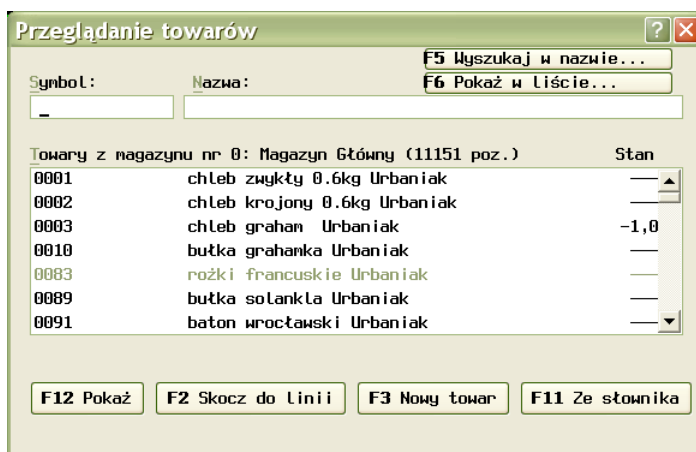 Przeglądanie towarów
F5 Wyszukaj w nazwie...
Symbol: Nazwa: F6 Pokaż w liście...
Towary z magazynu nr 0: Magazyn Główny (11151 poz.) Stan
0001 chleb zwykły 0.6kg Urbaniak —
0002 chleb krojony 0.6kg Urbaniak —
0003 chleb graham Urbaniak -1,0
0010 bułka grahamka Urbaniak —
0083 rożki francuskie Urbaniak —
0089 bułka solankla Urbaniak —
0091 baton wrocławski Urbaniak —
F12 Pokaż F2 Skocz do linii F3 Nowy towar F11 Ze słownika